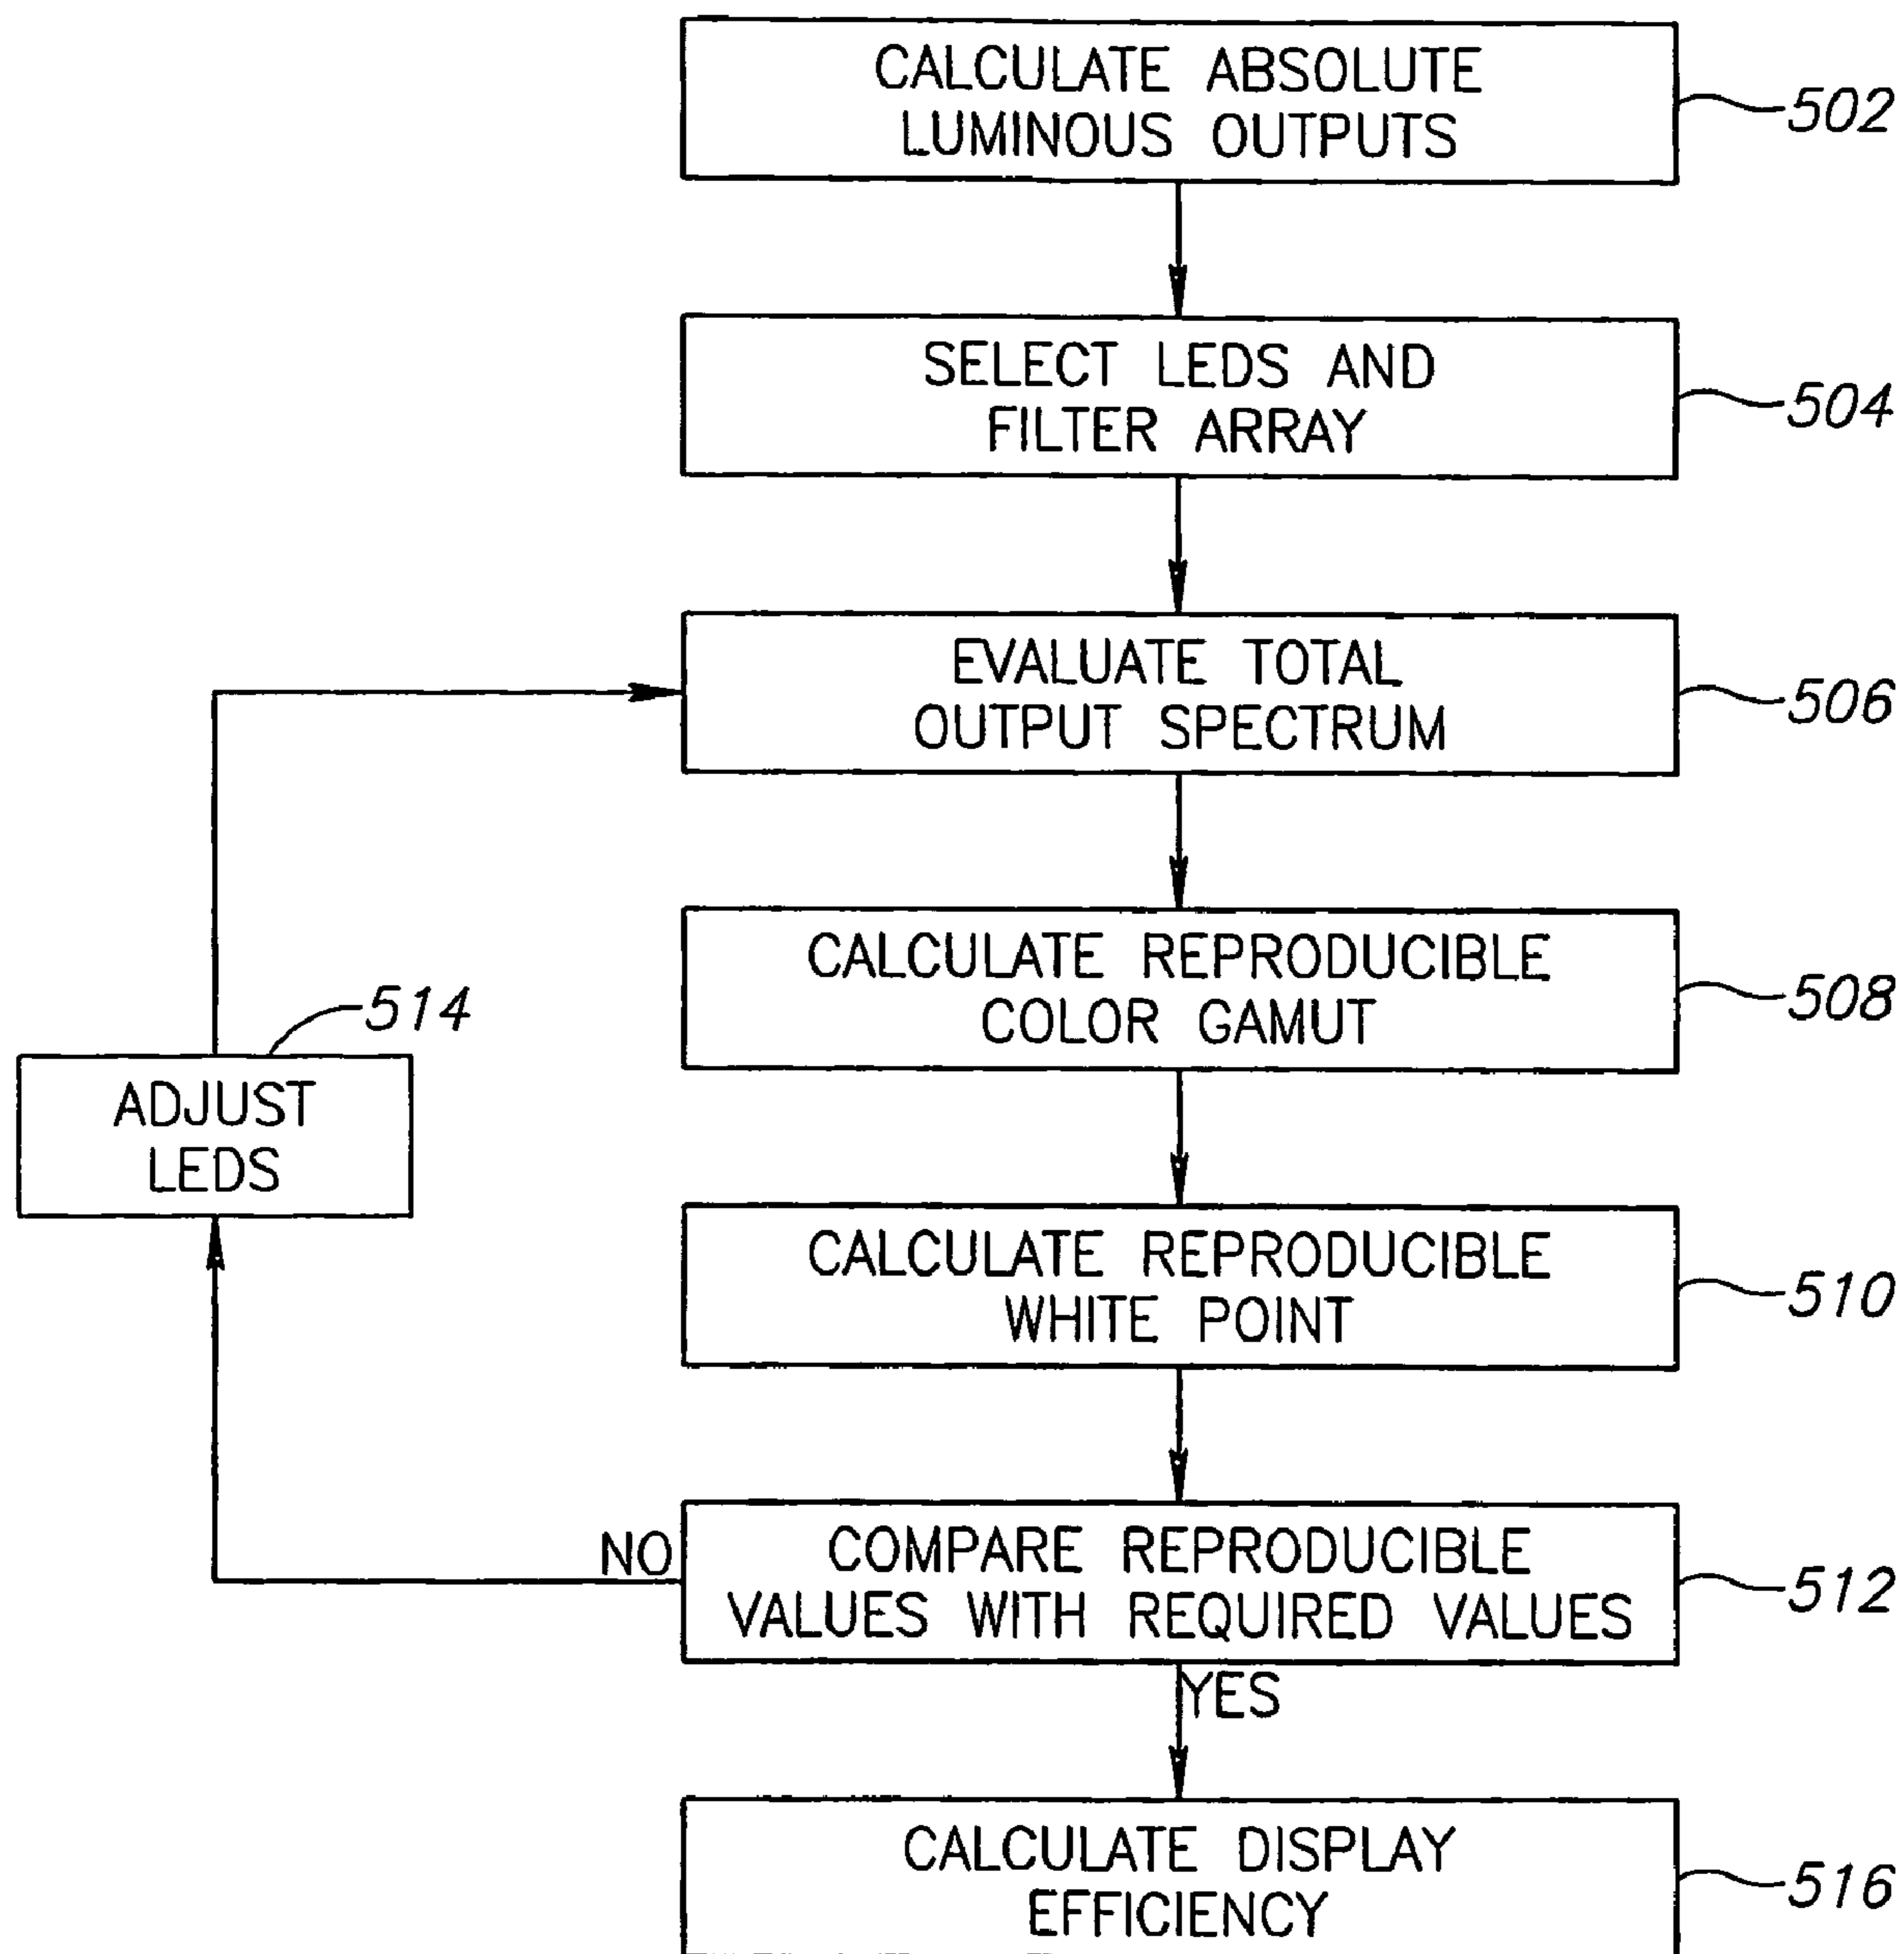 CALCULATE ABSOLUTE
LUMINOUS OUTPUTS
502
SELECT LEDS AND
FILTER ARRAY
504
EVALUATE TOTAL
OUTPUT SPECTRUM
506
CALCULATE REPRODUCIBLE
COLOR GAMUT
508
514
ADJUST
LEDS
CALCULATE REPRODUCIBLE
WHITE POINT
510
NO
COMPARE REPRODUCIBLE
VALUES WITH REQUIRED VALUES
512
YES
CALCULATE DISPLAY
EFFICIENCY
516